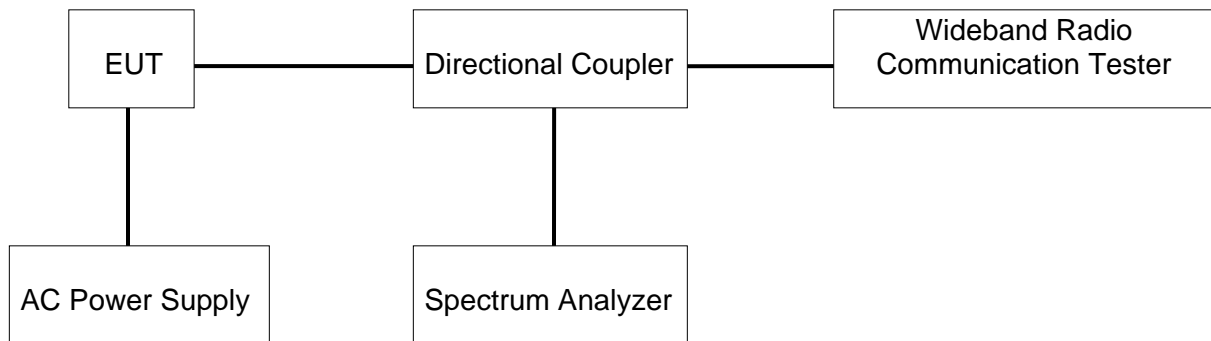 EUT
Directional Coupler
Wideband Radio
Communication Tester
AC Power Supply
Spectrum Analyzer